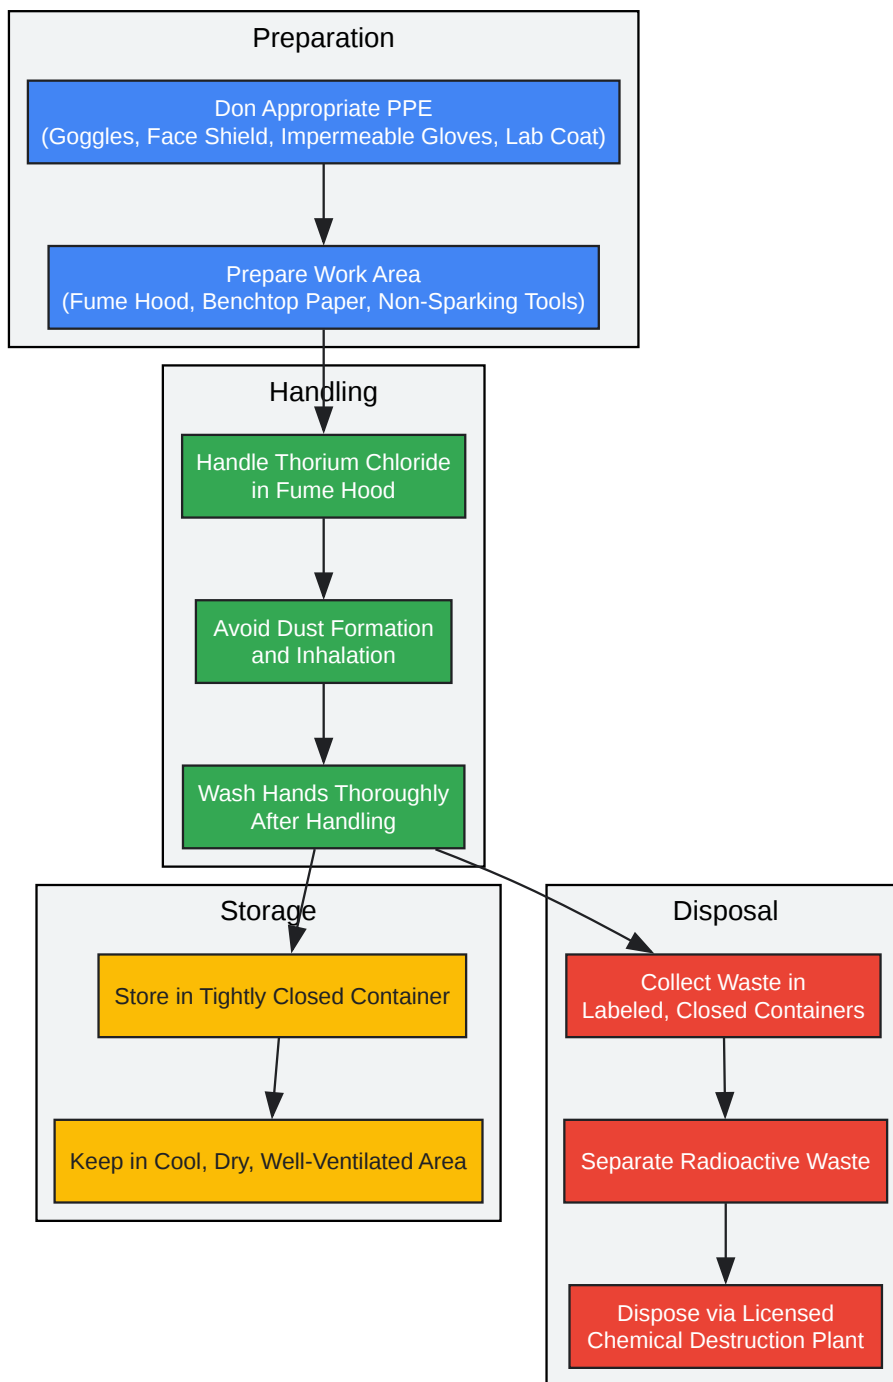 Preparation
Don Appropriate PPE
(Goggles, Face Shield, Impermeable Gloves, Lab Coat)
Prepare Work Area
(Fume Hood, Benchtop Paper, Non-Sparking Tools)
Handling
Handle Thorium Chloride
in Fume Hood
Avoid Dust Formation
and Inhalation
Wash Hands Thoroughly
After Handling
Storage
Store in Tightly Closed Container
Keep in Cool, Dry, Well-Ventilated Area
Disposal
Collect Waste in
Labeled, Closed Containers
Separate Radioactive Waste
Dispose via Licensed
Chemical Destruction Plant